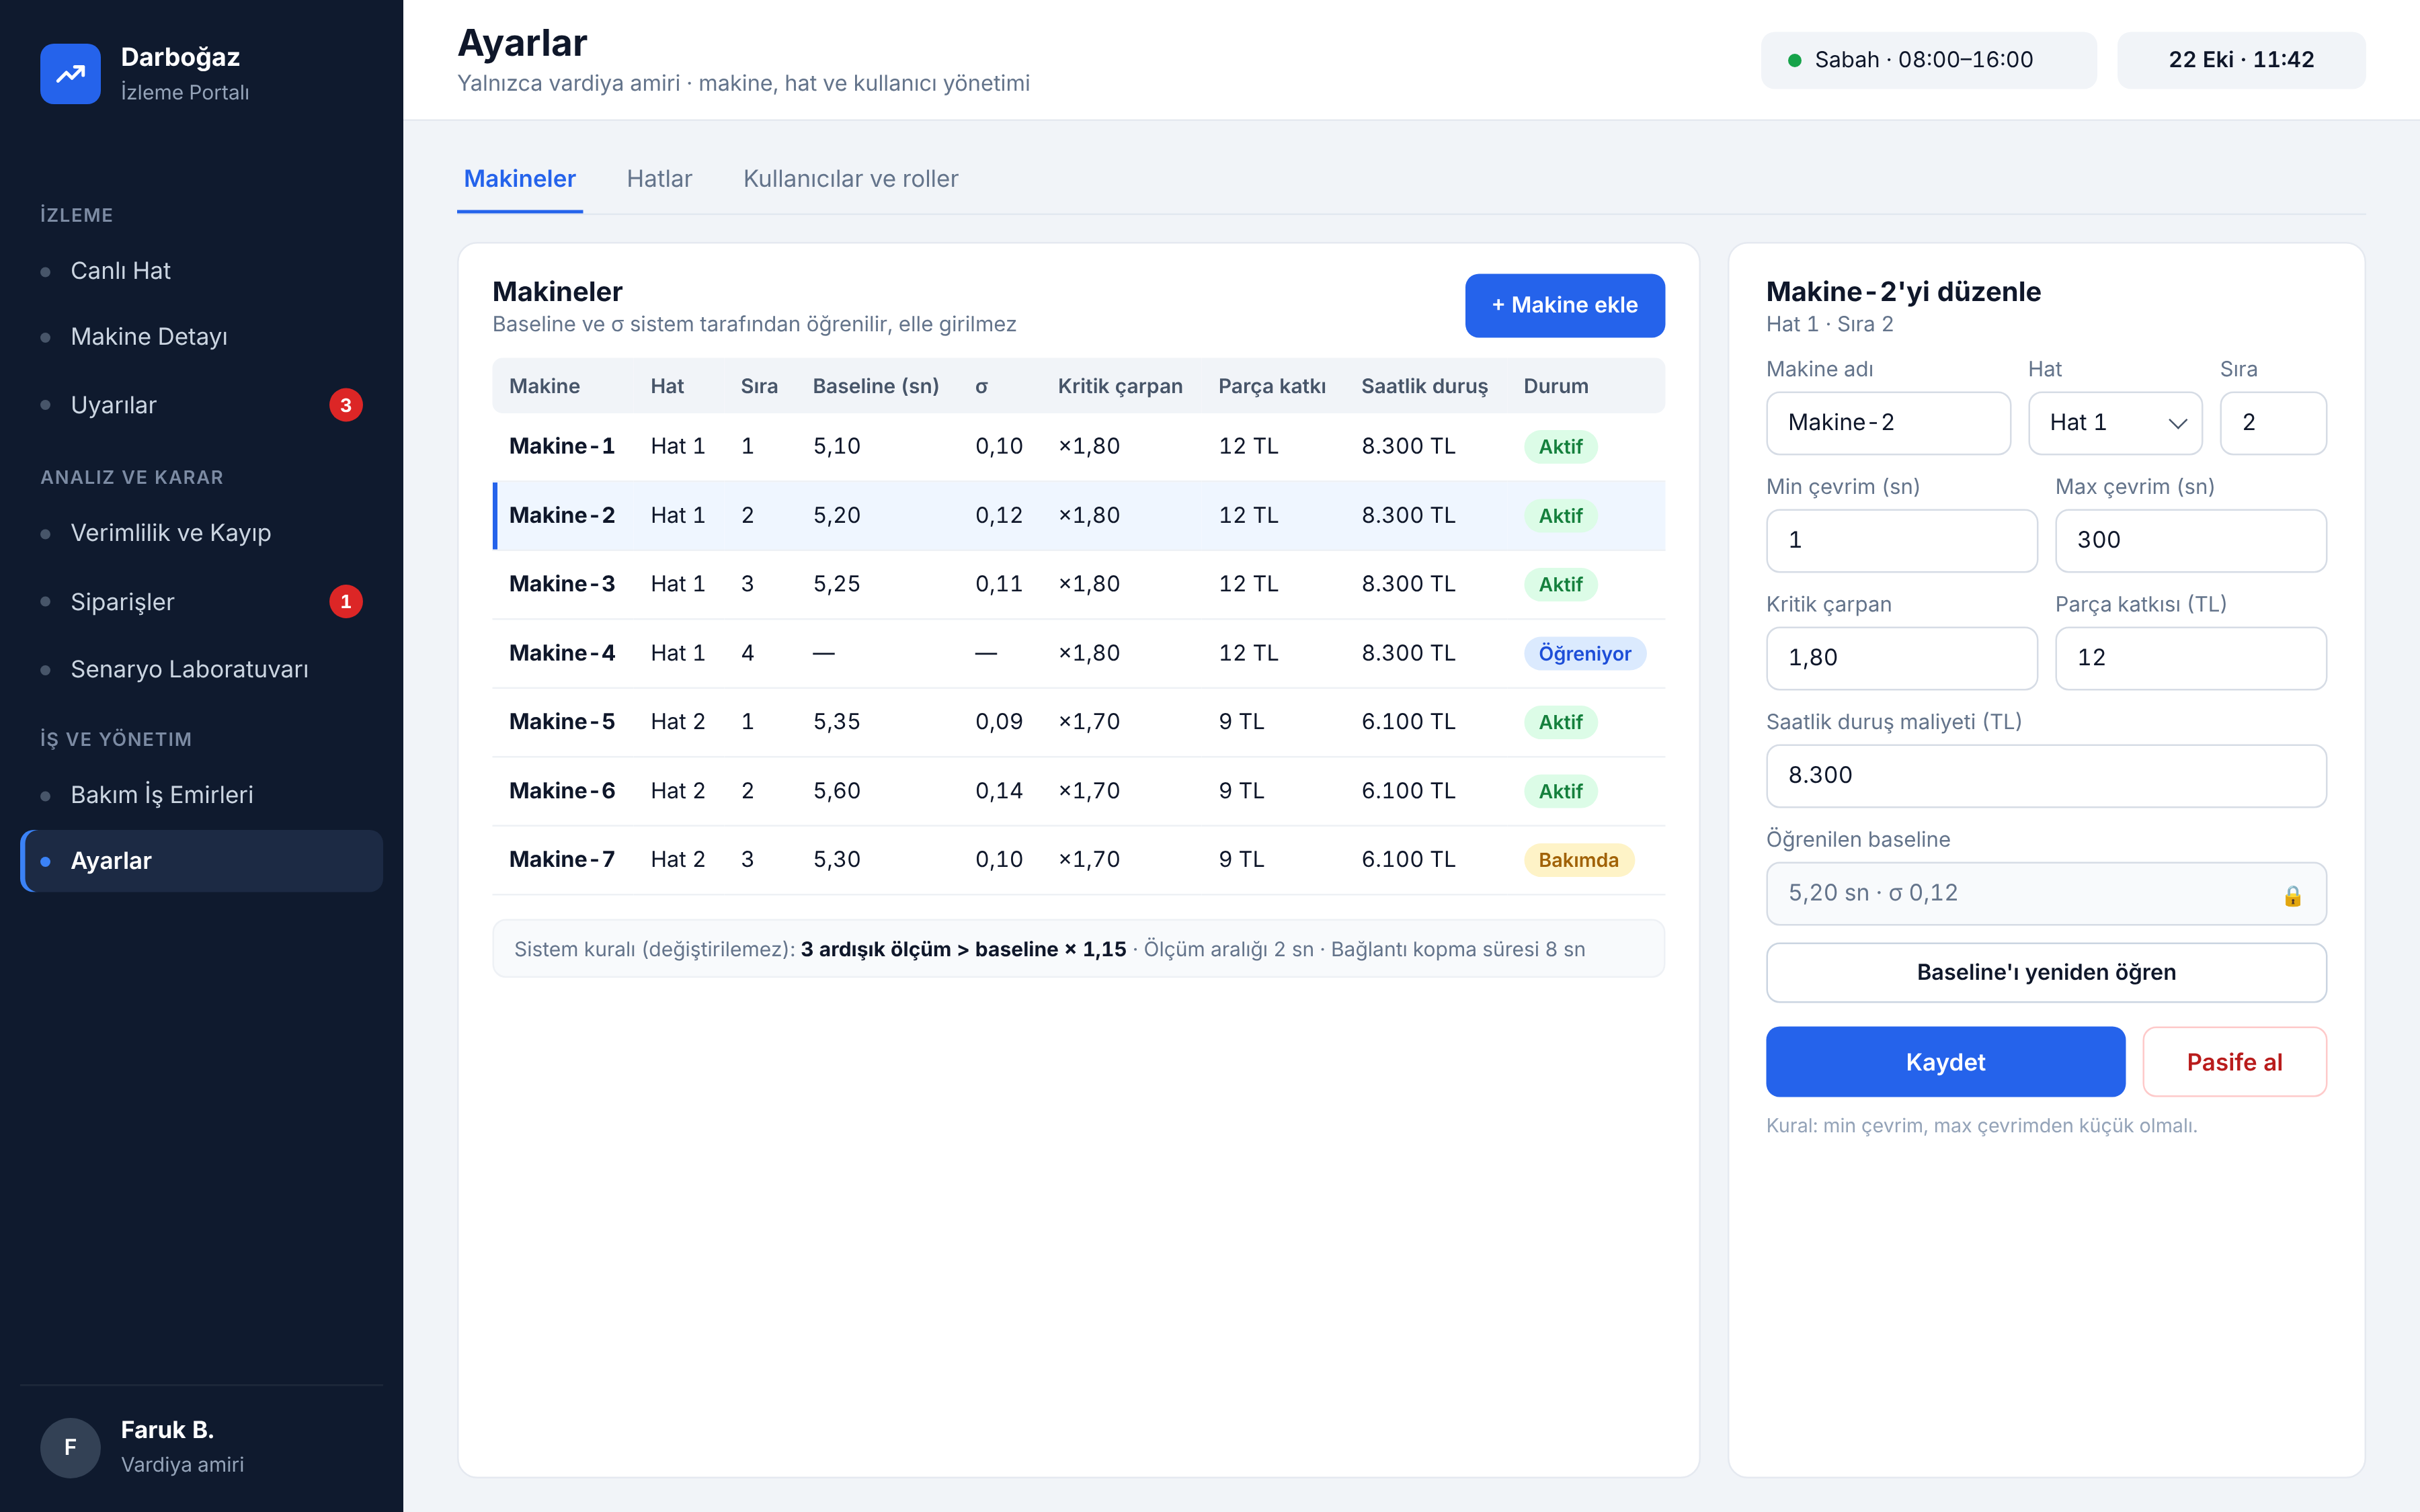 Darboğaz
İzleme Portalı
İZLEME
Canlı Hat
Makine Detayı
Uyarılar 3
ANALIZ VE KARAR
Verimlilik ve Kayıp
Siparişler 1
Senaryo Laboratuvarı
İŞ VE YÖNETIM
Bakım İş Emirleri
Ayarlar
F
Faruk B.
Vardiya amiri
Ayarlar
Yalnızca vardiya amiri · makine, hat ve kullanıcı yönetimi
Sabah · 08:00–16:00
22 Eki · 11:42
Makineler Hatlar Kullanıcılar ve roller
Makineler
Baseline ve σ sistem tarafından öğrenilir, elle girilmez
+ Makine ekle
Makine Hat Sıra Baseline (sn) σ Kritik çarpan Parça katkı Saatlik duruş Durum
Makine-1 Hat 1 1 5,10 0,10 ×1,80 12 TL 8.300 TL Aktif
Makine-2 Hat 1 2 5,20 0,12 ×1,80 12 TL 8.300 TL Aktif
Makine-3 Hat 1 3 5,25 0,11 ×1,80 12 TL 8.300 TL Aktif
Makine-4 Hat 1 4 — — ×1,80 12 TL 8.300 TL Öğreniyor
Makine-5 Hat 2 1 5,35 0,09 ×1,70 9 TL 6.100 TL Aktif
Makine-6 Hat 2 2 5,60 0,14 ×1,70 9 TL 6.100 TL Aktif
Makine-7 Hat 2 3 5,30 0,10 ×1,70 9 TL 6.100 TL Bakımda
Sistem kuralı (değiştirilemez): 3 ardışık ölçüm > baseline × 1,15 · Ölçüm aralığı 2 sn · Bağlantı kopma süresi 8 sn
Makine-2'yi düzenle
Hat 1 · Sıra 2
Makine adı Hat Sıra
Makine-2 Hat 1 2
Min çevrim (sn) Max çevrim (sn)
1 300
Kritik çarpan Parça katkısı (TL)
1,80 12
Saatlik duruş maliyeti (TL)
8.300
Öğrenilen baseline
5,20 sn · σ 0,12
Baseline'ı yeniden öğren
Kaydet Pasife al
Kural: min çevrim, max çevrimden küçük olmalı.